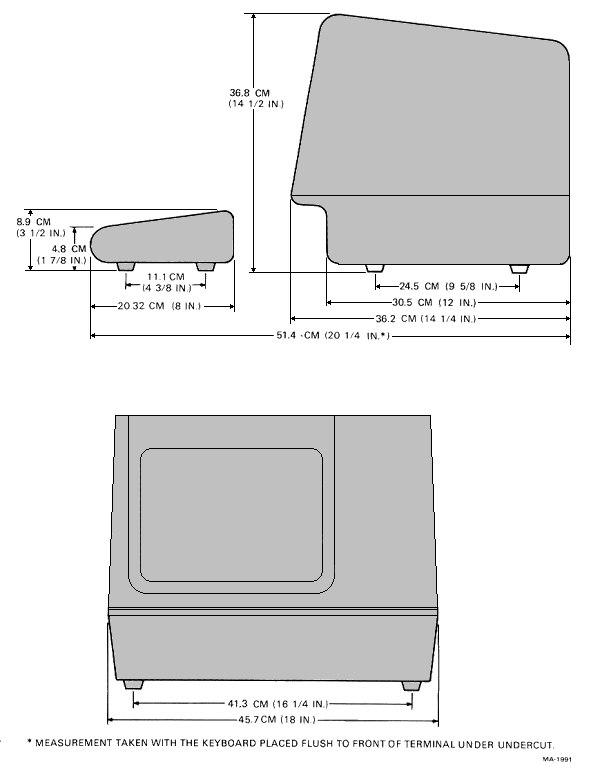 36.8 CM
(14 1/2 IN.)
8.9 CM
(3 1/2 IN.)
4.8 CM
(1 7/8 IN.)
11.1 CM
(4 3/8 IN.)
20.32 CM (8 IN.)
24.5 CM (9 5/8 IN.)
30.5 CM (12 IN.)
36.2 CM (14 1/4 IN.)
51.4 CM (20 1/4 IN.*)
41.3 CM (16 1/4 IN.)
45.7 CM (18 IN.)
* MEASUREMENT TAKEN WITH THE KEYBOARD PLACED FLUSH TO FRONT OF TERMINAL UNDER UNDERCUT.
MA-1991